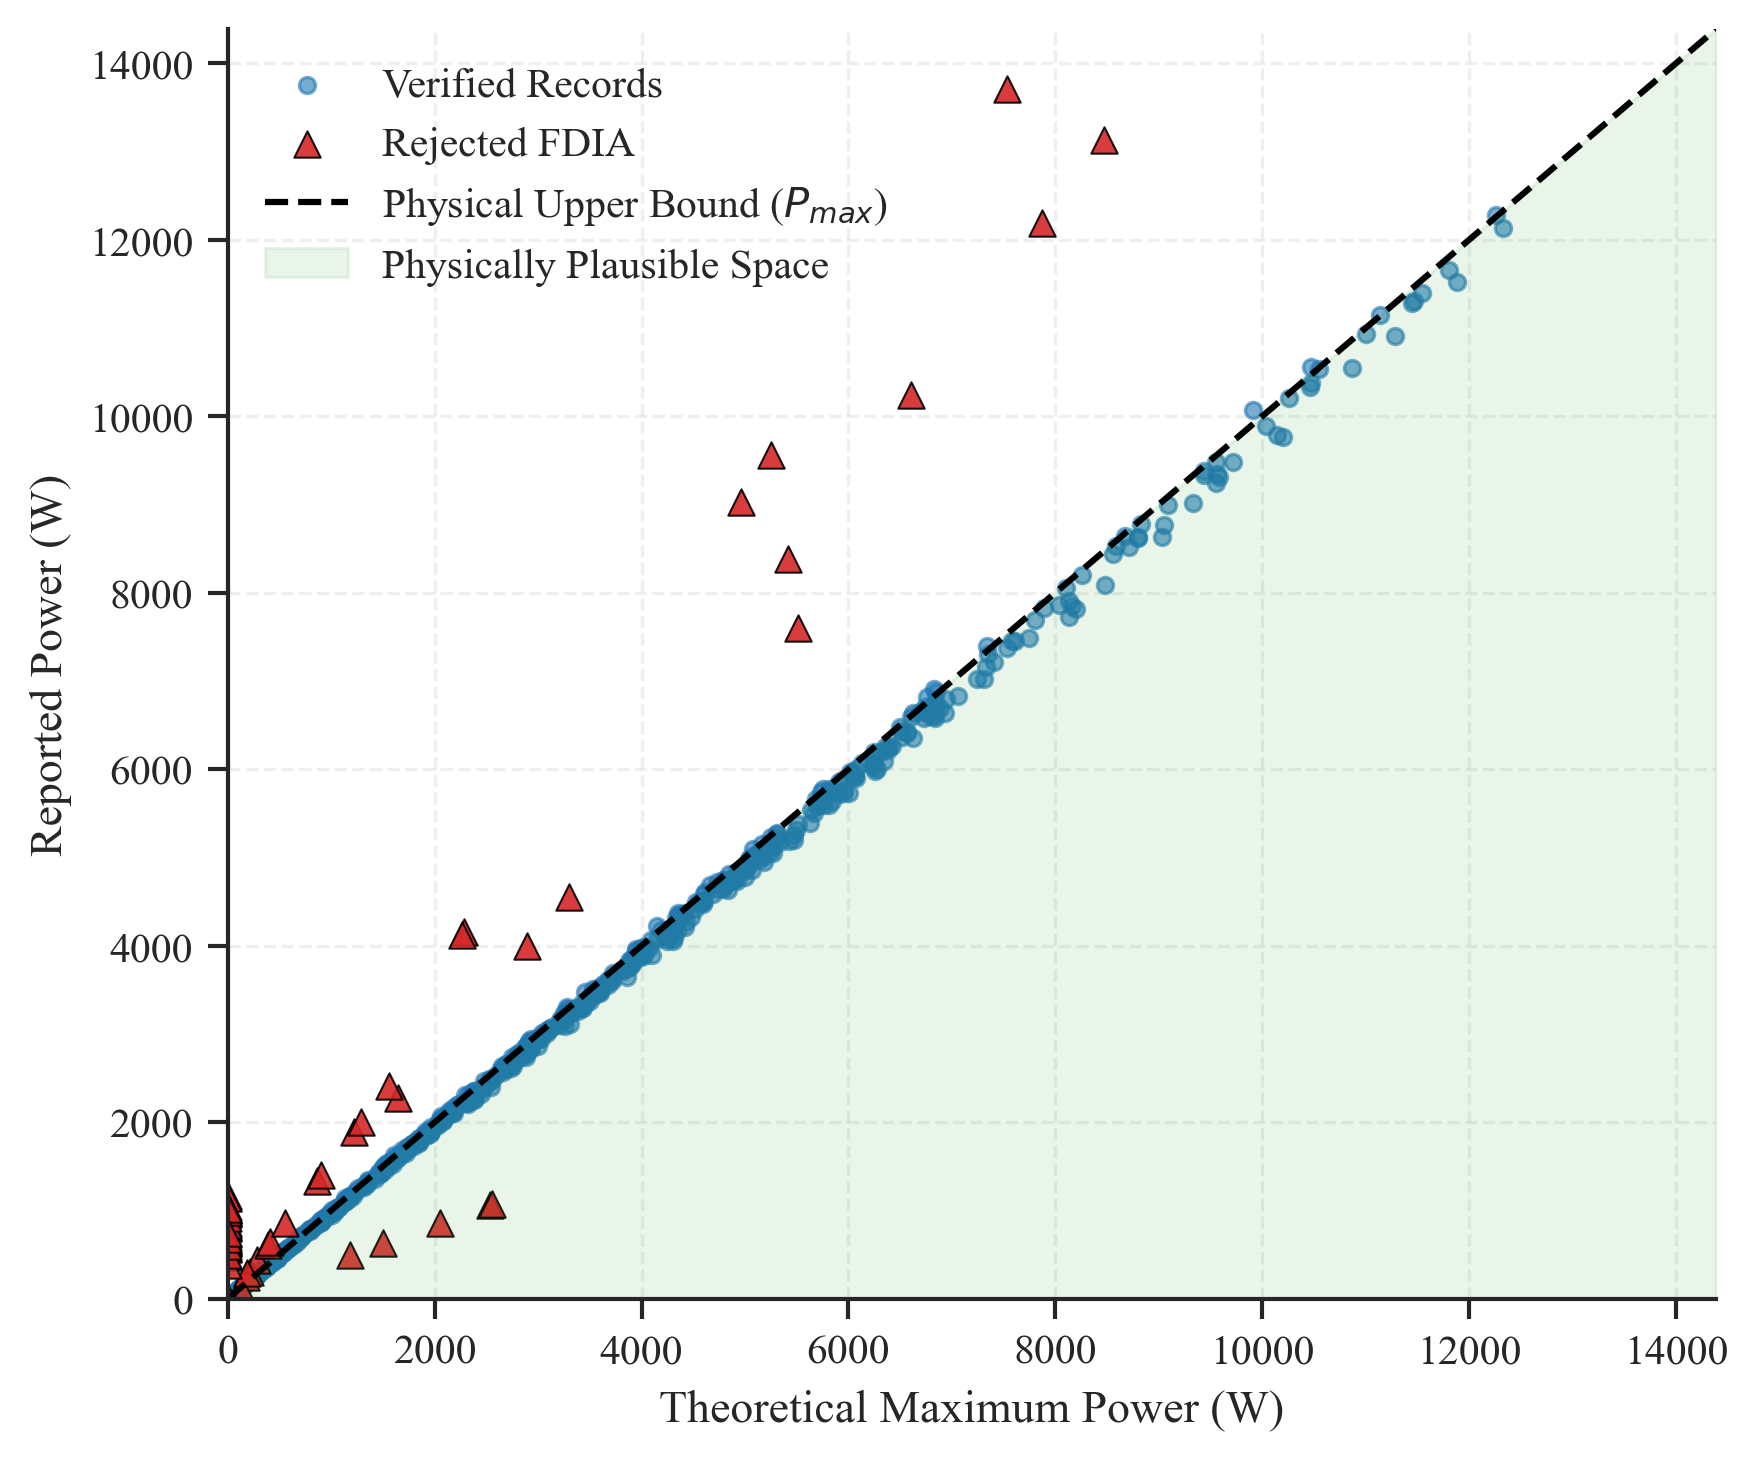 14000
12000
10000
8000
6000
4000
2000
0
Reported Power (W)
Verified Records
Rejected FDIA
Physical Upper Bound (P_max)
Physically Plausible Space
0 2000 4000 6000 8000 10000 12000 14000
Theoretical Maximum Power (W)